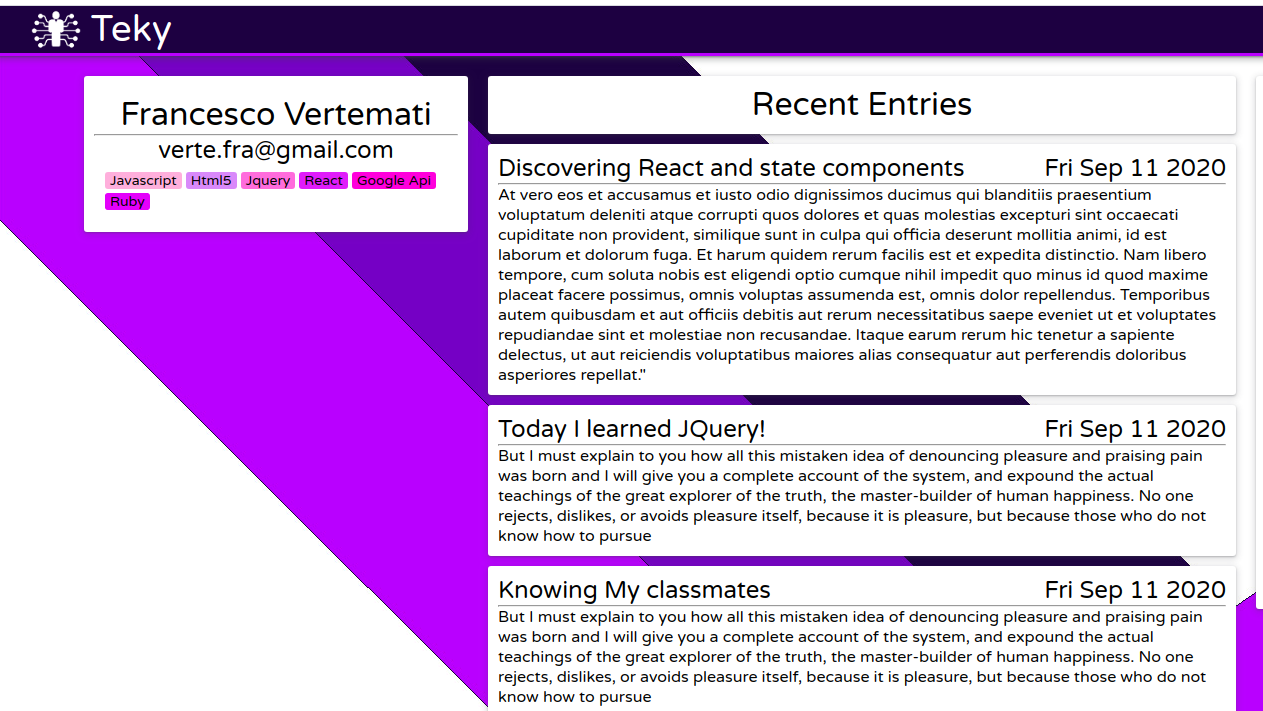 Teky
Francesco Vertemati
verte.fra@gmail.com
Javascript Html5 Jquery React Google Api
Ruby
Recent Entries
Discovering React and state components Fri Sep 11 2020
At vero eos et accusamus et iusto odio dignissimos ducimus qui blanditiis praesentium
voluptatum deleniti atque corrupti quos dolores et quas molestias excepturi sint occaecati
cupiditate non provident, similique sunt in culpa qui officia deserunt mollitia animi, id est
laborum et dolorum fuga. Et harum quidem rerum facilis est et expedita distinctio. Nam libero
tempore, cum soluta nobis est eligendi optio cumque nihil impedit quo minus id quod maxime
placeat facere possimus, omnis voluptas assumenda est, omnis dolor repellendus. Temporibus
autem quibusdam et aut officiis debitis aut rerum necessitatibus saepe eveniet ut et voluptates
repudiandae sint et molestiae non recusandae. Itaque earum rerum hic tenetur a sapiente
delectus, ut aut reiciendis voluptatibus maiores alias consequatur aut perferendis doloribus
asperiores repellat."
Today I learned JQuery! Fri Sep 11 2020
But I must explain to you how all this mistaken idea of denouncing pleasure and praising pain
was born and I will give you a complete account of the system, and expound the actual
teachings of the great explorer of the truth, the master-builder of human happiness. No one
rejects, dislikes, or avoids pleasure itself, because it is pleasure, but because those who do not
know how to pursue
Knowing My classmates Fri Sep 11 2020
But I must explain to you how all this mistaken idea of denouncing pleasure and praising pain
was born and I will give you a complete account of the system, and expound the actual
teachings of the great explorer of the truth, the master-builder of human happiness. No one
rejects, dislikes, or avoids pleasure itself, because it is pleasure, but because those who do not
know how to pursue